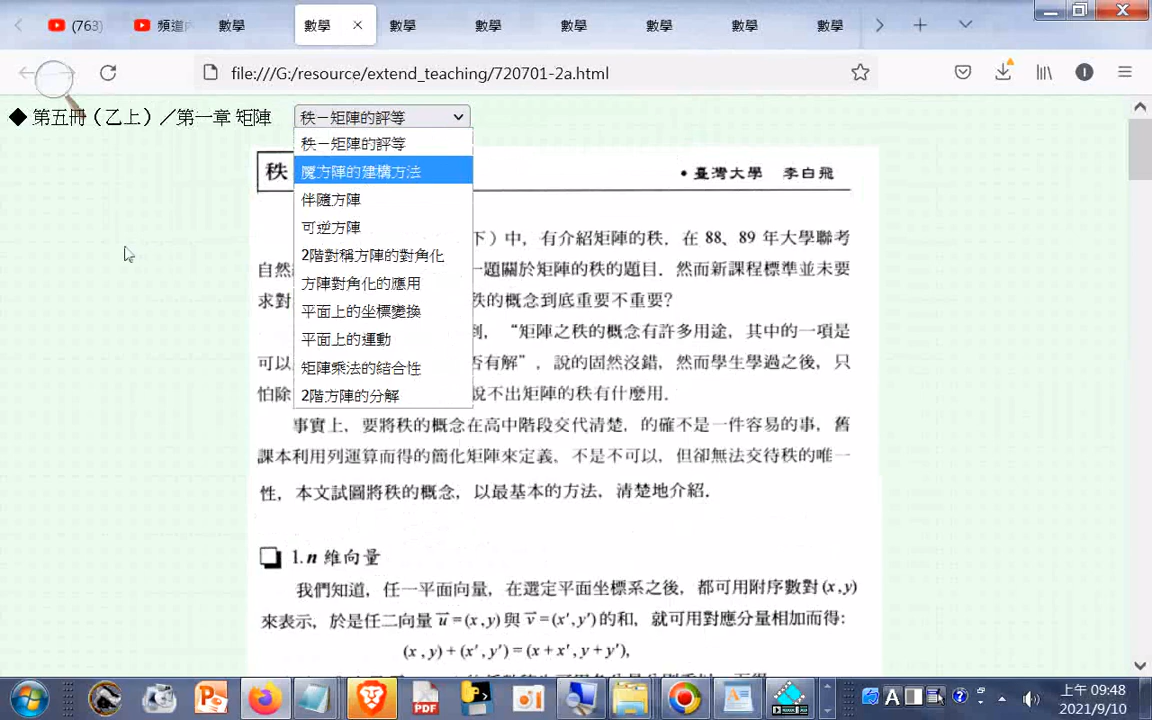 (763)
頻道
數學
數學
數學
數學
數學
數學
數學
數學
file:///G:/resource/extend_teaching/720701-2a.html
◆ 第五冊（乙上）／第一章 矩陣
秩－矩陣的評等
秩－矩陣的評等
魔方陣的建構方法
伴隨方陣
可逆方陣
2階對稱方陣的對角化
方陣對角化的應用
平面上的坐標變換
平面上的運動
矩陣乘法的結合性
2階方陣的分解
秩
• 臺灣大學 李白飛
下）中，有介紹矩陣的秩．在 88、89 年大學聯考
自然
一題關於矩陣的秩的題目．然而新課程標準並未要
求對
秩的概念到底重要不重要？
到，“矩陣之秩的概念有許多用途，其中的一項是
可以
否有解”，說的固然沒錯，然而學生學過之後，只
怕除
說不出矩陣的秩有什麼用．
事實上，要將秩的概念在高中階段交代清楚，的確不是一件容易的事，舊
課本利用列運算而得的簡化矩陣來定義，不是不可以，但卻無法交待秩的唯一
性，本文試圖將秩的概念，以最基本的方法，清楚地介紹．
1.n 維向量
我們知道，任一平面向量，在選定平面坐標系之後，都可用附序數對 (x,y)
來表示，於是任二向量 u⃗=(x,y) 與 v⃗=(x′,y′) 的和，就可用對應分量相加而得：
(x,y)+(x′,y′)=(x+x′,y+y′),
上午 09:48
2021/9/10